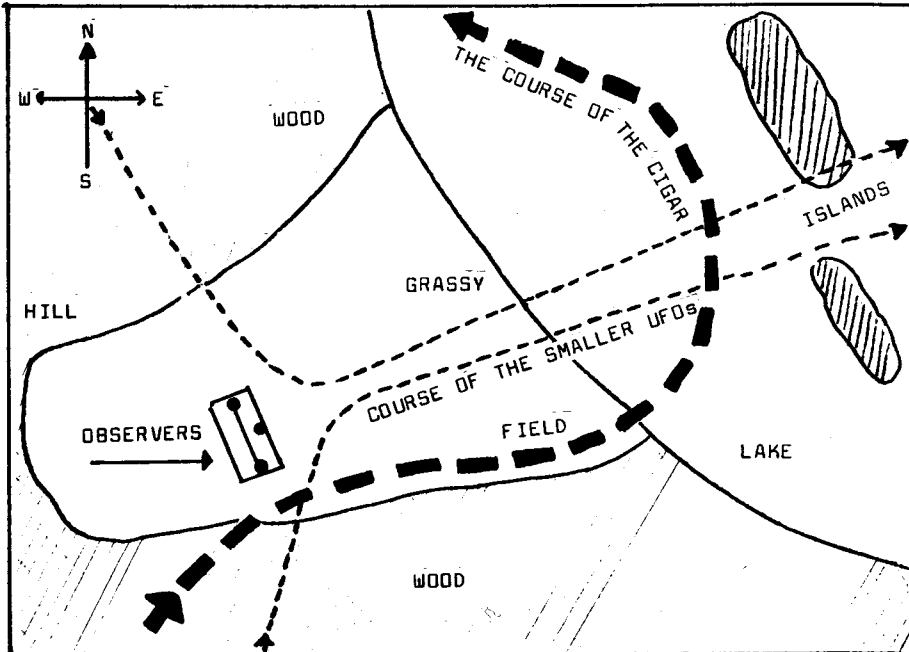 N
W E
S
WOOD
THE COURSE OF THE CIGAR
ISLANDS
GRASSY
HILL
COURSE OF THE SMALLER UFOs
OBSERVERS
FIELD
LAKE
WOOD